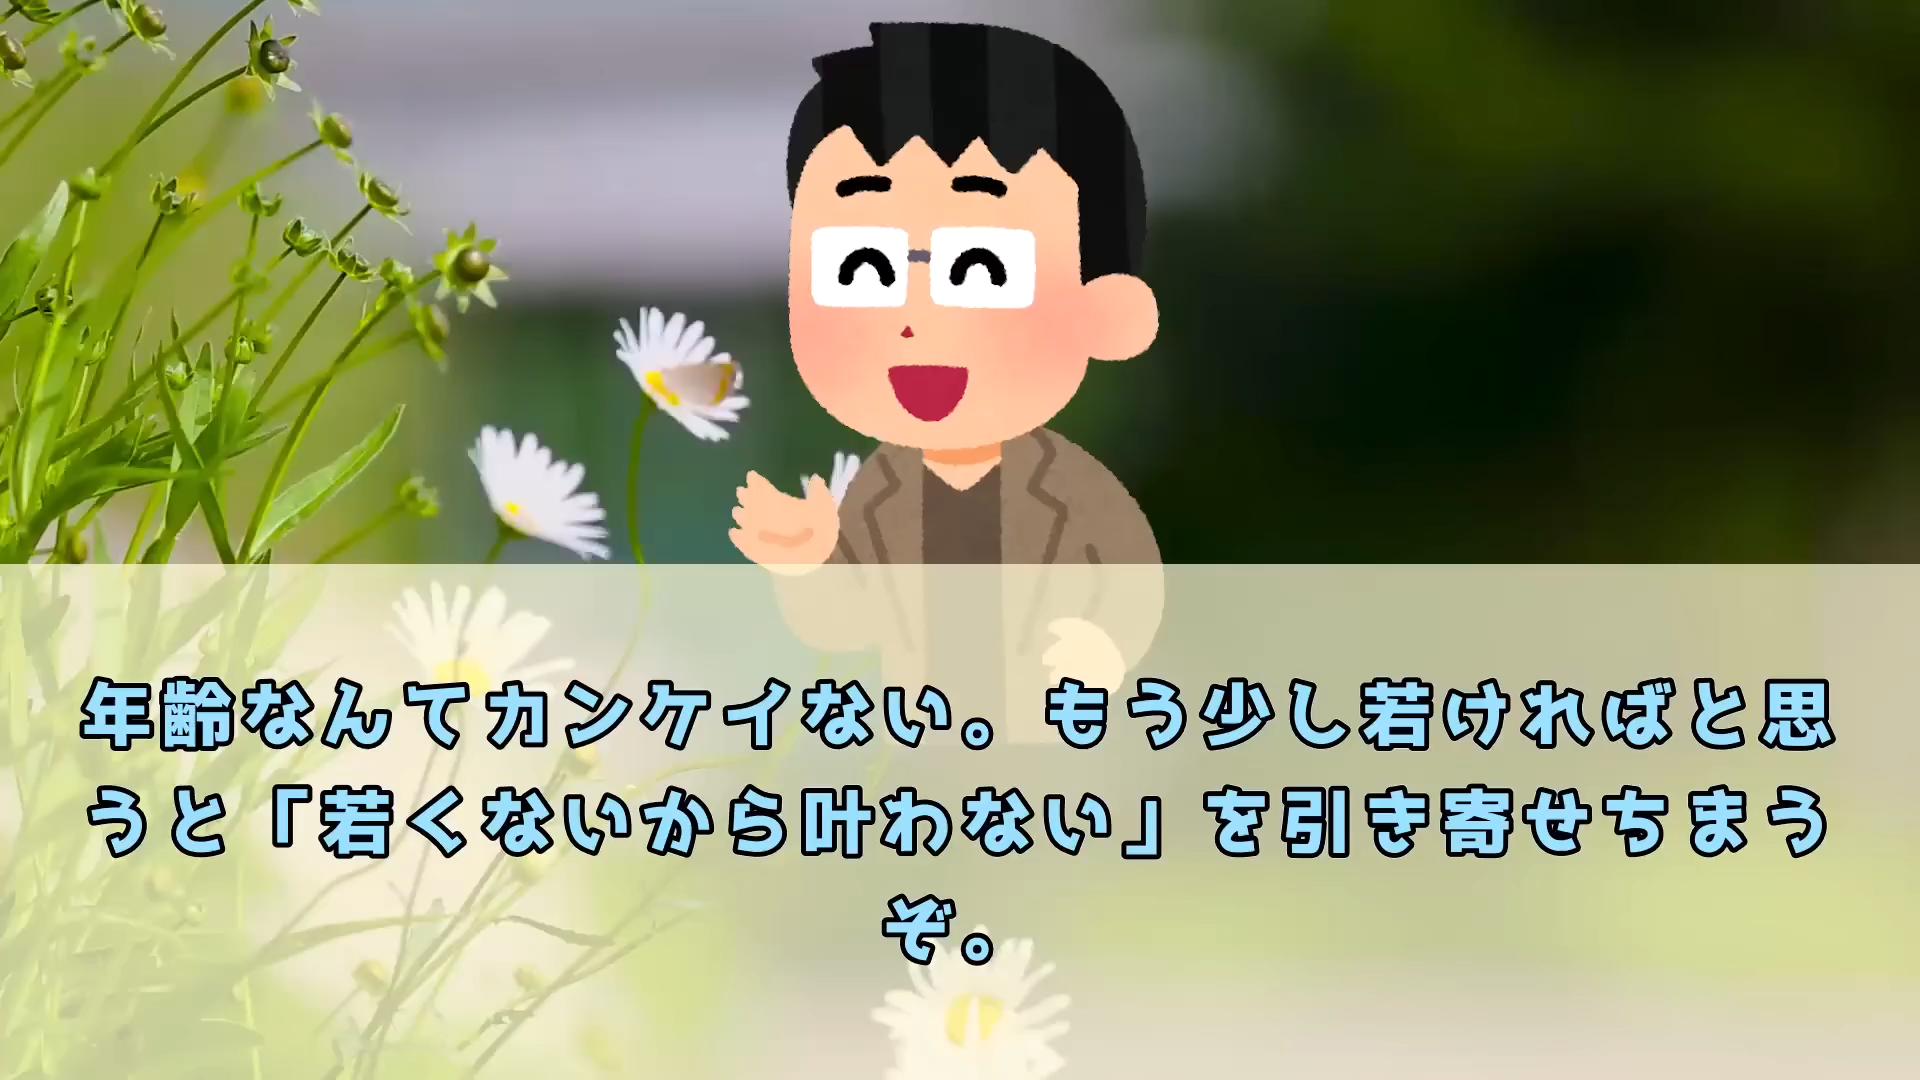 年齢なんてカンケイない。もう少し若ければと思
うと「若くないから叶わない」を引き寄せちまう
ぞ。